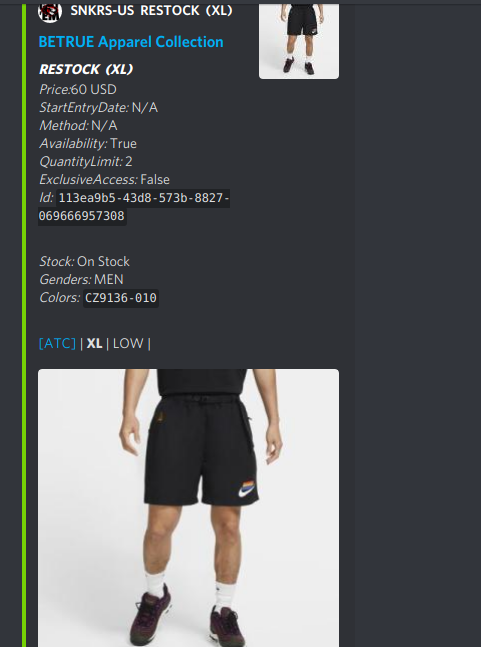 SNKRS-US RESTOCK (XL)
BETRUE Apparel Collection
RESTOCK (XL)
Price:60 USD
StartEntryDate: N/A
Method: N/A
Availability: True
QuantityLimit: 2
ExclusiveAccess: False
Id: 113ea9b5-43d8-573b-8827-
069666957308
Stock: On Stock
Genders: MEN
Colors: CZ9136-010
[ATC] | XL | LOW |